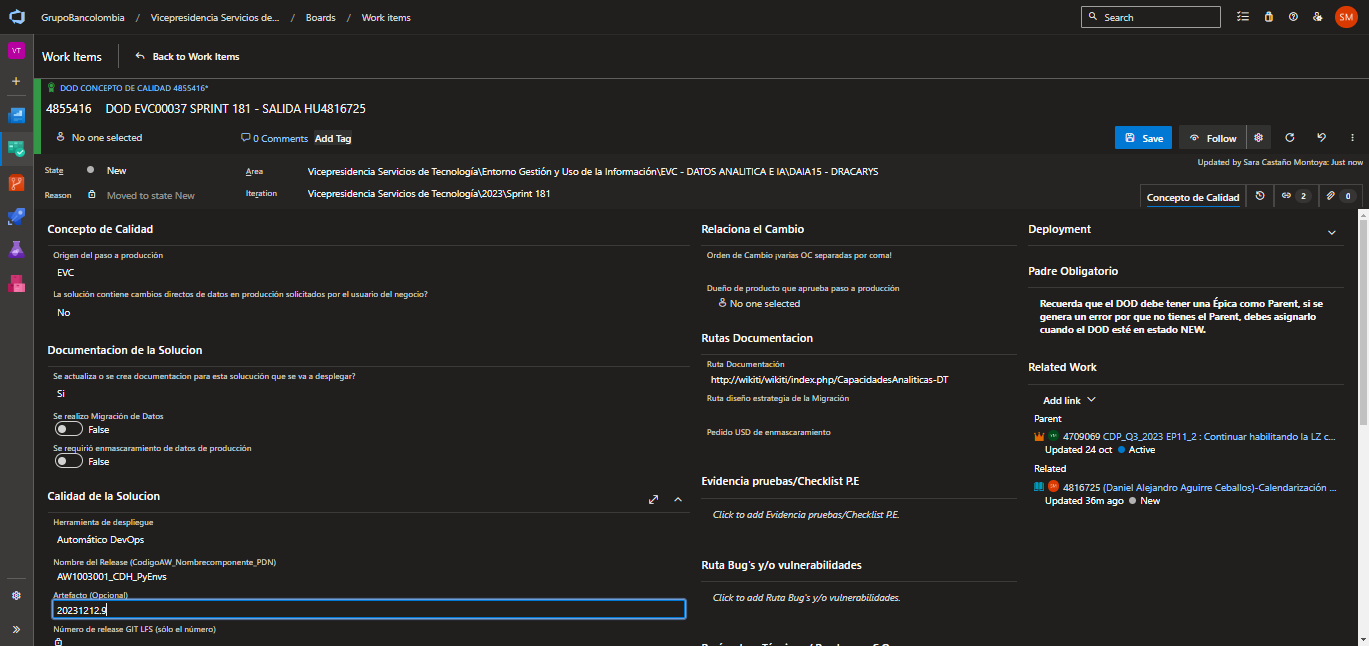 GrupoBancolombia / Vicepresidencia Servicios de... / Boards / Work items
Search
SM
VT
Work Items
Back to Work Items
DOD CONCEPTO DE CALIDAD 4855416*
4855416 DOD EVC00037 SPRINT 181 - SALIDA HU4816725
No one selected
0 Comments
Add Tag
Save
Follow
Updated by Sara Castaño Montoya: Just now
State
New
Area
Vicepresidencia Servicios de Tecnología\Entorno Gestión y Uso de la Información\EVC - DATOS ANALITICA E IA\DAIA15 - DRACARYS
Reason
Moved to state New
Iteration
Vicepresidencia Servicios de Tecnología\2023\Sprint 181
Concepto de Calidad
2
0
Concepto de Calidad
Origen del paso a producción
EVC
La solución contiene cambios directos de datos en producción solicitados por el usuario del negocio?
No
Documentacion de la Solucion
Se actualiza o se crea documentacion para esta solucución que se va a desplegar?
Si
Se realizo Migración de Datos
False
Se requirió enmascaramiento de datos de producción
False
Calidad de la Solucion
Herramienta de despliegue
Automático DevOps
Nombre del Release (CodigoAW_Nombrecomponente_PDN)
AW1003001_CDH_PyEnvs
Artefacto (Opcional)
20231212.9
Número de release GIT LFS (sólo el número)
Relaciona el Cambio
Orden de Cambio ¡varias OC separadas por coma!
Dueño de producto que aprueba paso a producción
No one selected
Rutas Documentacion
Ruta Documentación
http://wikiti/wikiti/index.php/CapacidadesAnaliticas-DT
Ruta diseño estrategia de la Migración
Pedido USD de enmascaramiento
Evidencia pruebas/Checklist P.E
Click to add Evidencia pruebas/Checklist P.E.
Ruta Bug's y/o vulnerabilidades
Click to add Ruta Bug's y/o vulnerabilidades.
Deployment
Padre Obligatorio
Recuerda que el DOD debe tener una Épica como Parent, si se
genera un error por que no tienes el Parent, debes asignarlo
cuando el DOD esté en estado NEW.
Related Work
Add link
Parent
4709069 CDP_Q3_2023 EP11_2 : Continuar habilitando la LZ c...
Updated 24 oct Active
Related
SM 4816725 (Daniel Alejandro Aguirre Ceballos)-Calendarización ...
Updated 36m ago New